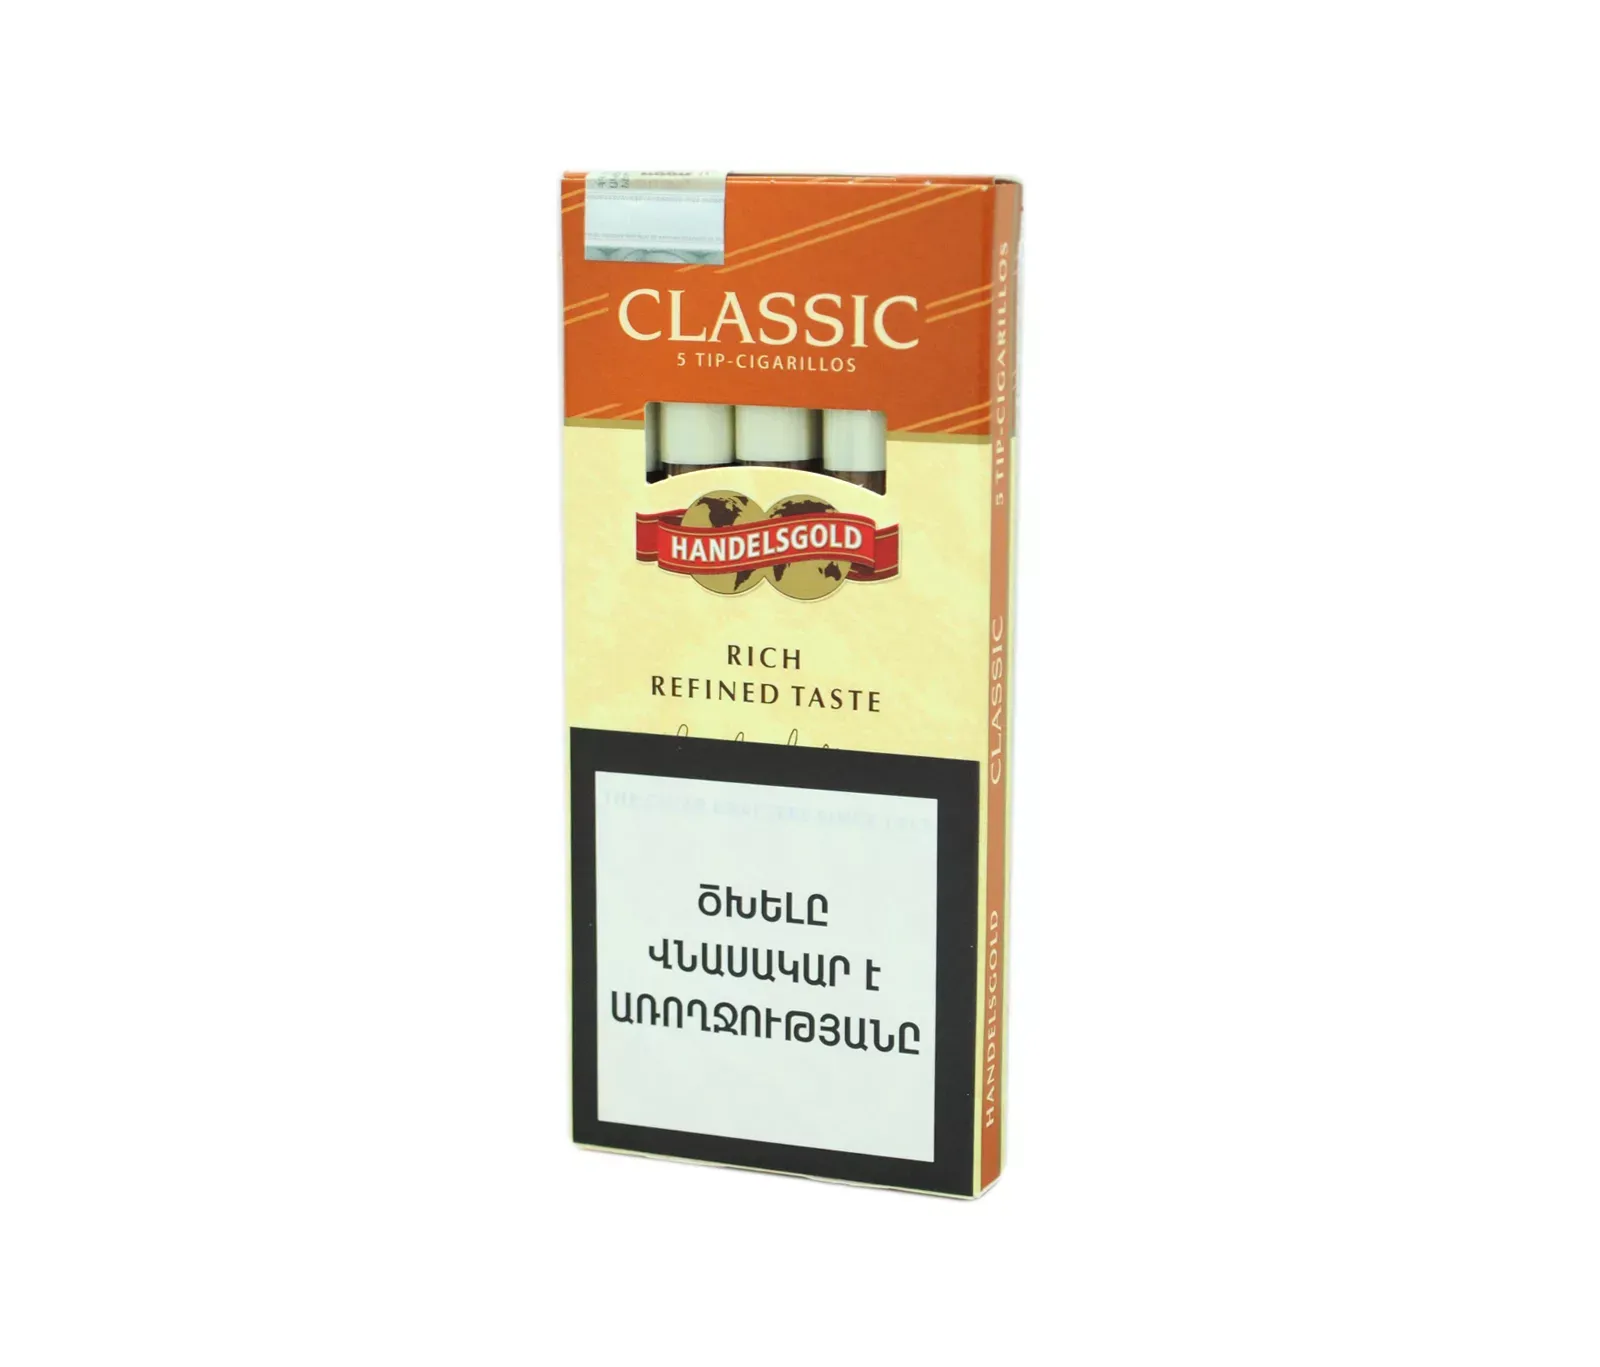 CLASSIC
5 TIP-CIGARILLOS
HANDELSGOLD
RICH
REFINED TASTE
ԾԽԵԼԸ
ՎՆԱՍԱԿԱՐ է
ԱՌՈՂՋՈՒԹՅԱՆԸ
HANDELSGOLD CLASSIC 5 TIP-CIGARILLOS